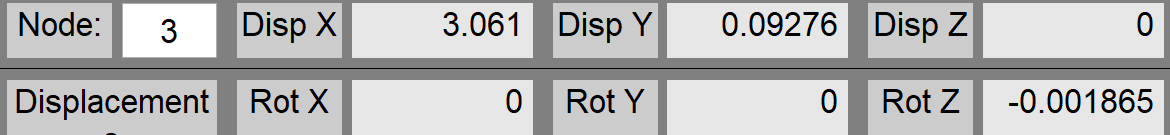 Node: 3 Disp X 3.061 Disp Y 0.09276 Disp Z 0
Displacement Rot X 0 Rot Y 0 Rot Z -0.001865